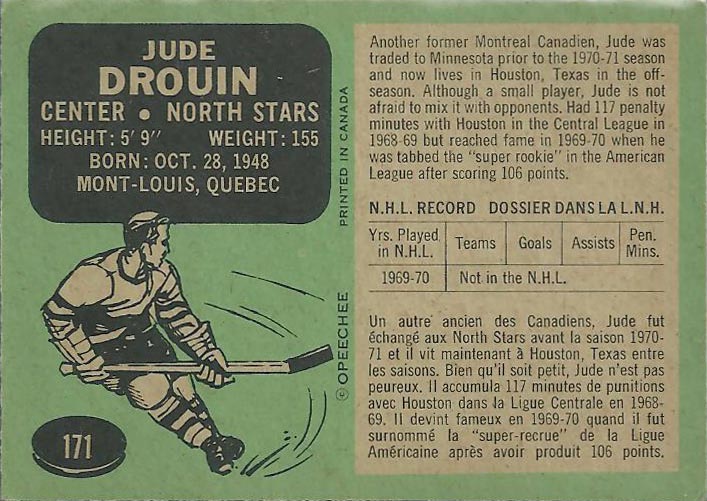 JUDE
DROUIN
CENTER • NORTH STARS
HEIGHT: 5' 9" WEIGHT: 155
BORN: OCT. 28, 1948
MONT-LOUIS, QUEBEC
171
© OPEECHEE PRINTED IN CANADA
Another former Montreal Canadien, Jude was
traded to Minnesota prior to the 1970-71 season
and now lives in Houston, Texas in the off-
season. Although a small player, Jude is not
afraid to mix it with opponents. Had 117 penalty
minutes with Houston in the Central League in
1968-69 but reached fame in 1969-70 when he
was tabbed the "super rookie" in the American
League after scoring 106 points.
N.H.L. RECORD DOSSIER DANS LA L.N.H.
Yrs. Played in N.H.L. Teams Goals Assists Pen. Mins.
1969-70 Not in the N.H.L.
Un autre ancien des Canadiens, Jude fut
échangé aux North Stars avant la saison 1970-
71 et il vit maintenant à Houston, Texas entre
les saisons. Bien qu'il soit petit, Jude n'est pas
peureux. Il accumula 117 minutes de punitions
avec Houston dans la Ligue Centrale en 1968-
69. Il devint fameux en 1969-70 quand il fut
surnommé la "super-recrue" de la Ligue
Américaine après avoir produit 106 points.